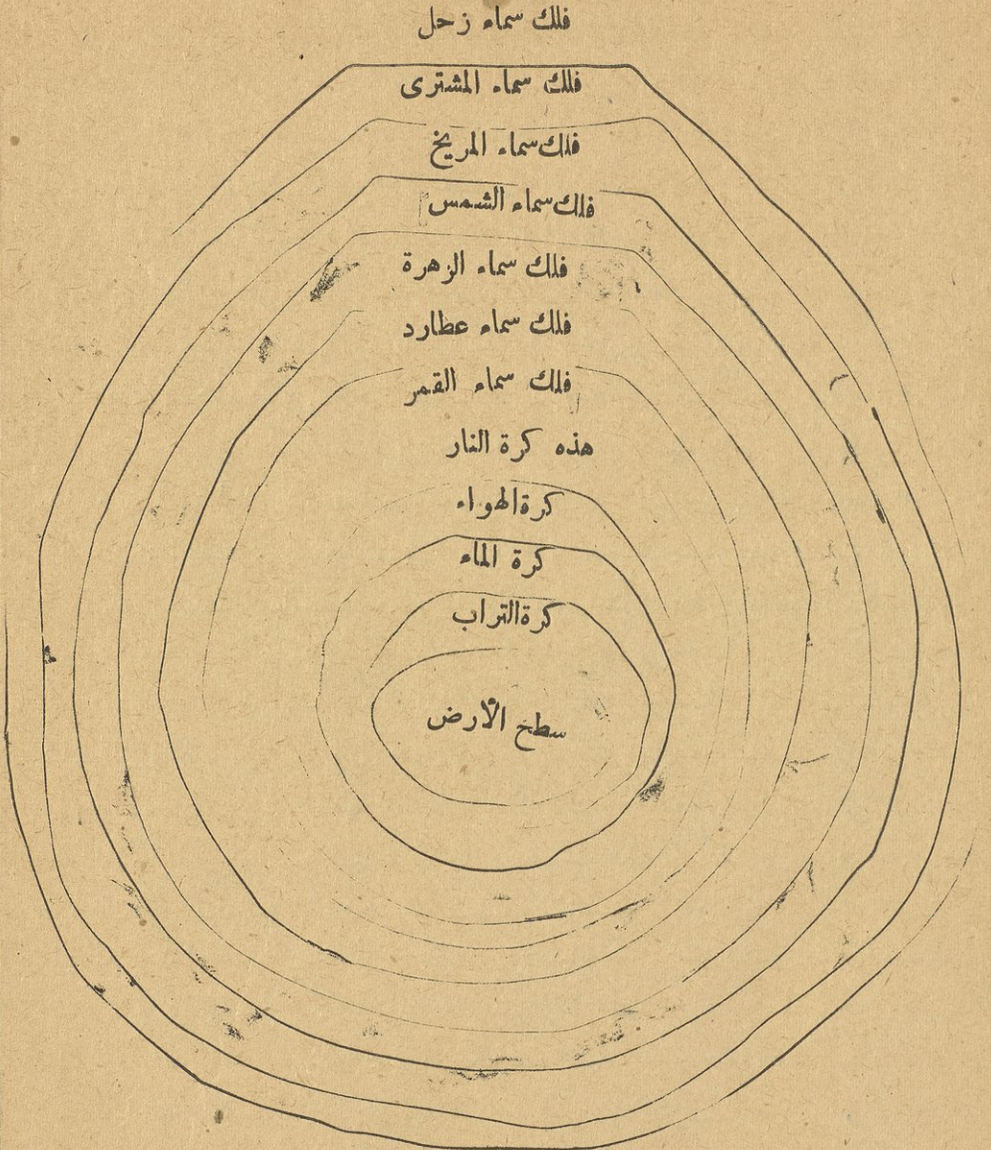 فلك سماء زحل
فلك سماء المشترى
فلك سماء المريخ
فلك سماء الشمس
فلك سماء الزهرة
فلك سماء عطارد
فلك سماء القمر
هذه كرة النار
كرة الهواء
كرة الماء
كرة التراب
سطح الأرض